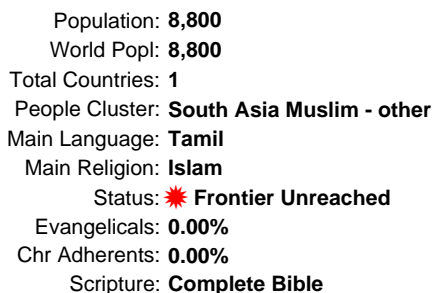 Population: 8,800
World Popl: 8,800
Total Countries: 1
People Cluster: South Asia Muslim - other
Main Language: Tamil
Main Religion: Islam
Status: Frontier Unreached
Evangelicals: 0.00%
Chr Adherents: 0.00%
Scripture: Complete Bible